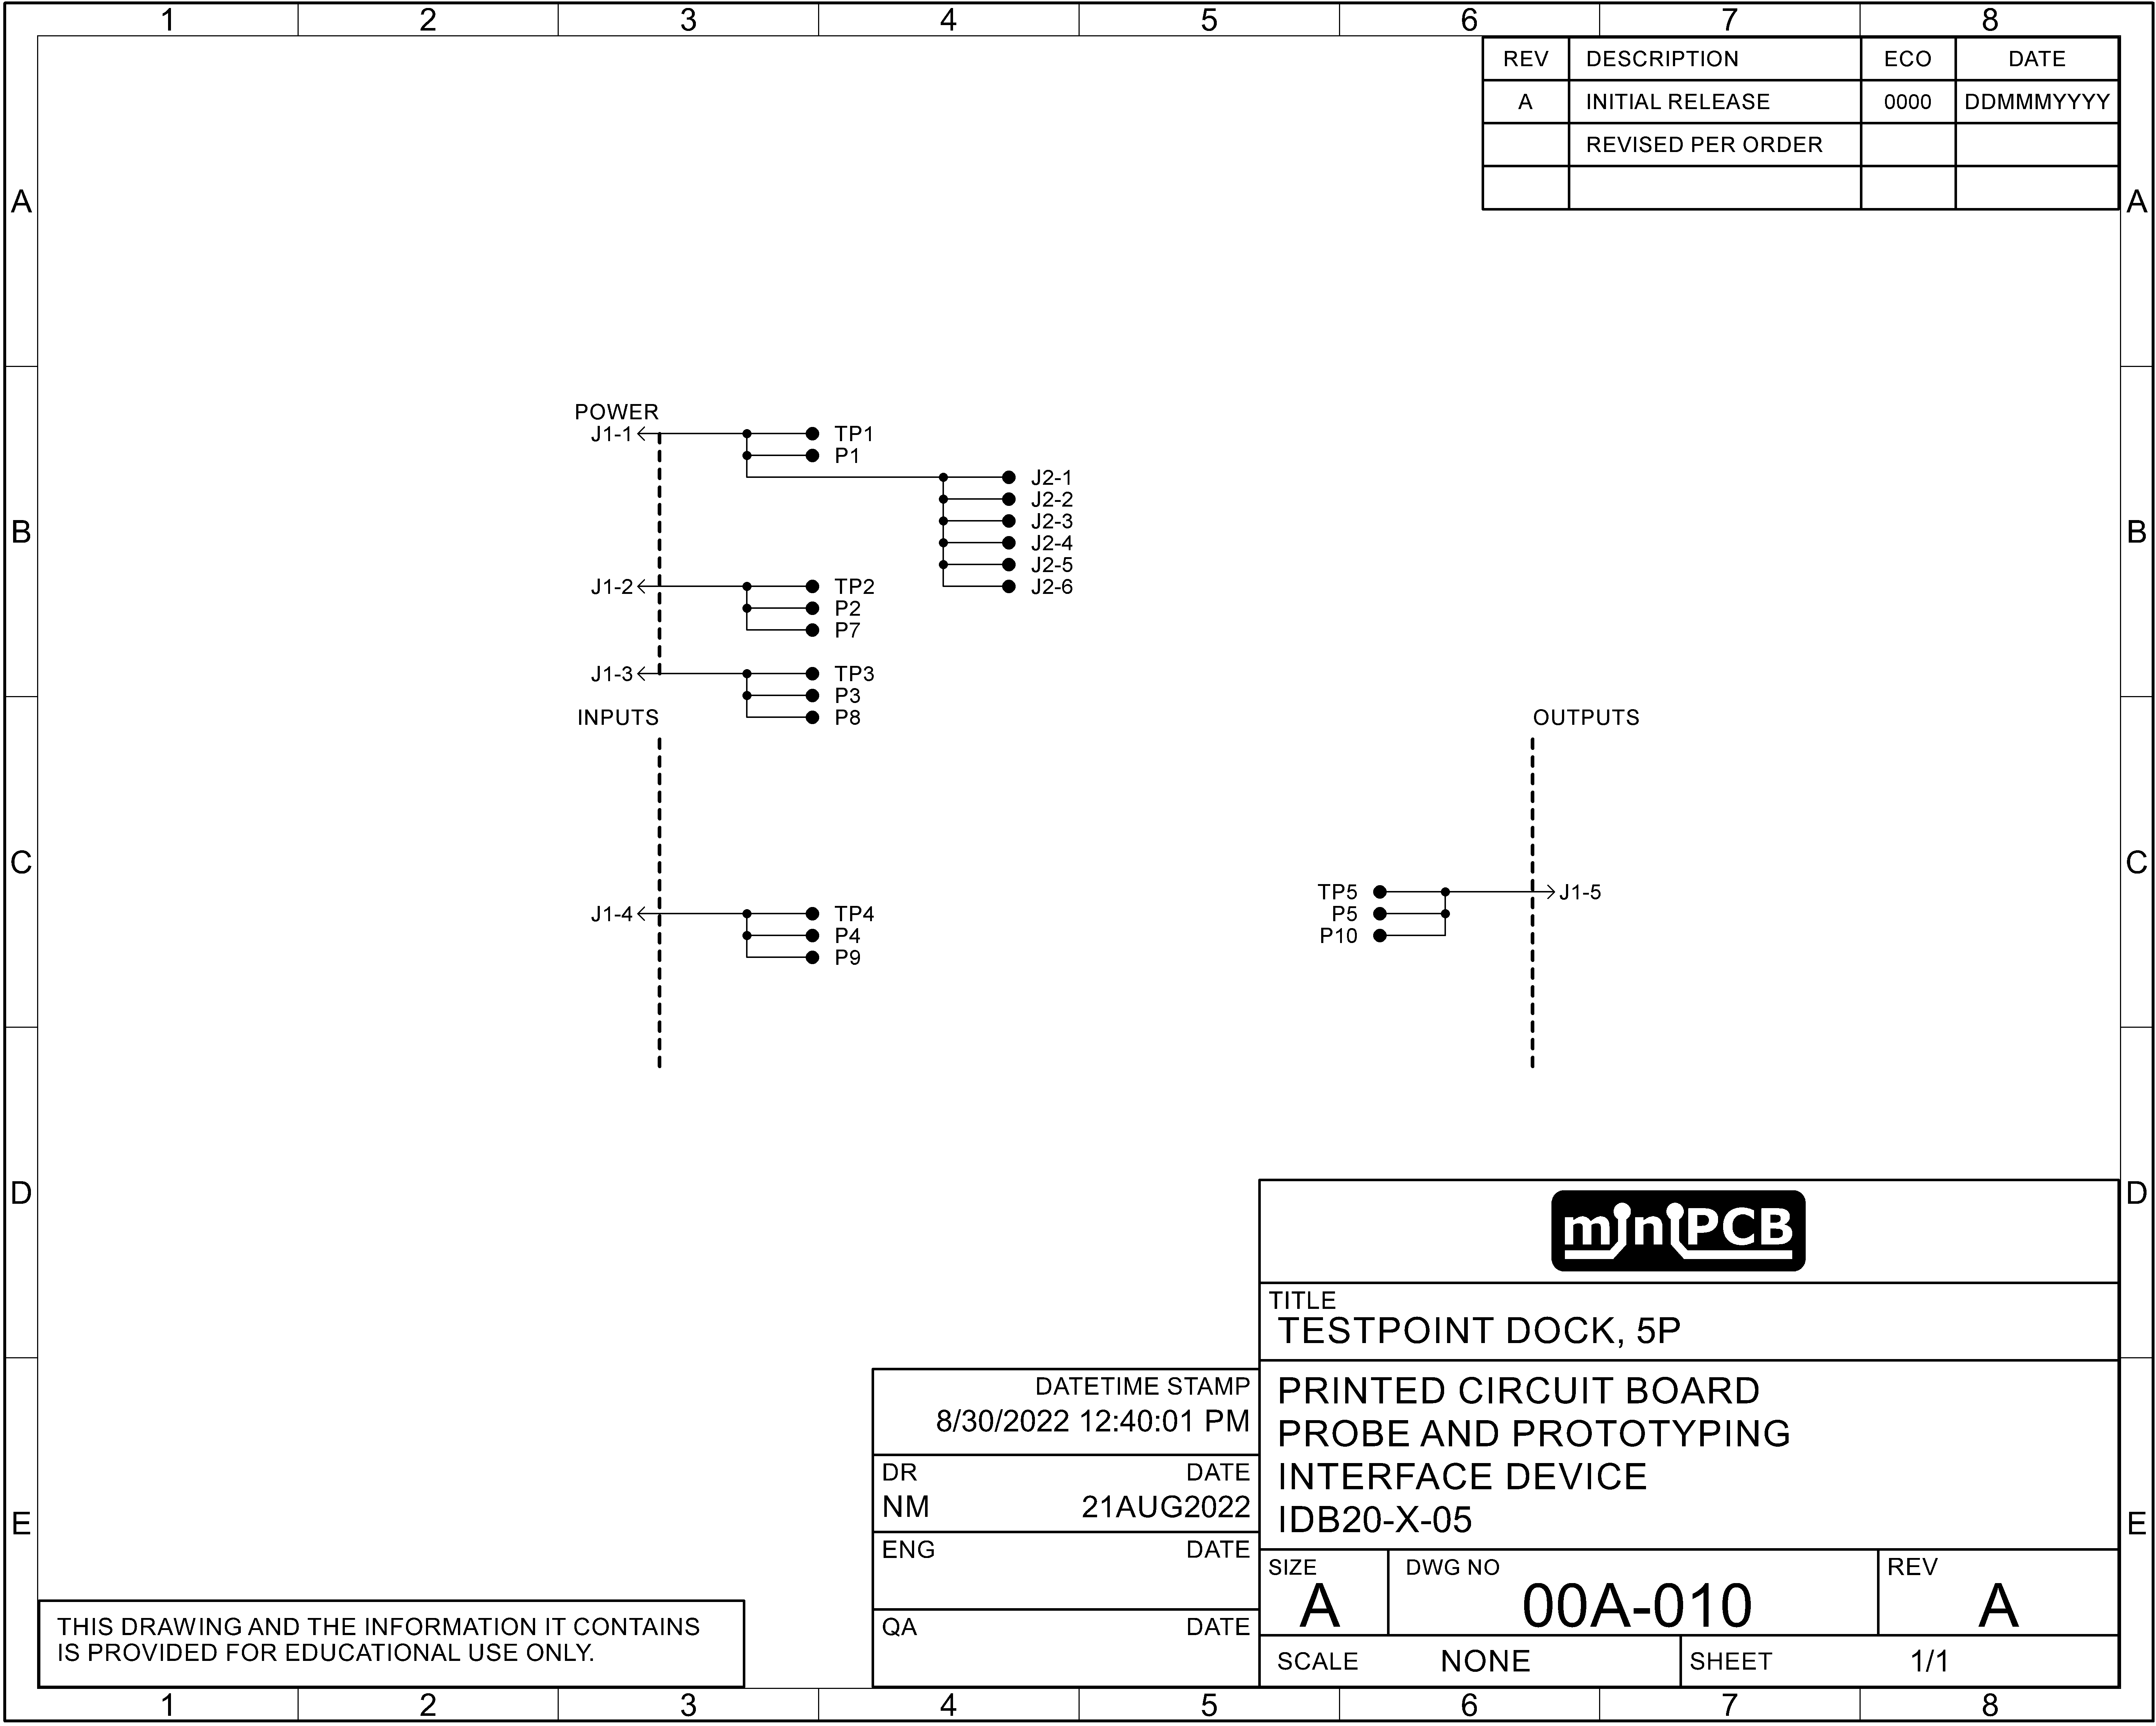 1 2 3 4 5 6 7 8
REV DESCRIPTION ECO DATE
A INITIAL RELEASE 0000 DDMMMYYYY
REVISED PER ORDER
A A
POWER
J1-1 TP1
P1
J2-1
J2-2
J2-3
B B
J2-4
J2-5
J1-2 TP2 J2-6
P2
P7
J1-3 TP3
P3
INPUTS P8 OUTPUTS
C C
TP5 J1-5
J1-4 TP4 P5
P4 P10
P9
D D
miniPCB
TITLE
TESTPOINT DOCK, 5P
PRINTED CIRCUIT BOARD
PROBE AND PROTOTYPING
INTERFACE DEVICE
IDB20-X-05
DATETIME STAMP
8/30/2022 12:40:01 PM
DR DATE
NM 21AUG2022
E E
ENG DATE
QA DATE
SIZE DWG NO REV
A 00A-010 A
SCALE NONE SHEET 1/1
THIS DRAWING AND THE INFORMATION IT CONTAINS
IS PROVIDED FOR EDUCATIONAL USE ONLY.
1 2 3 4 5 6 7 8